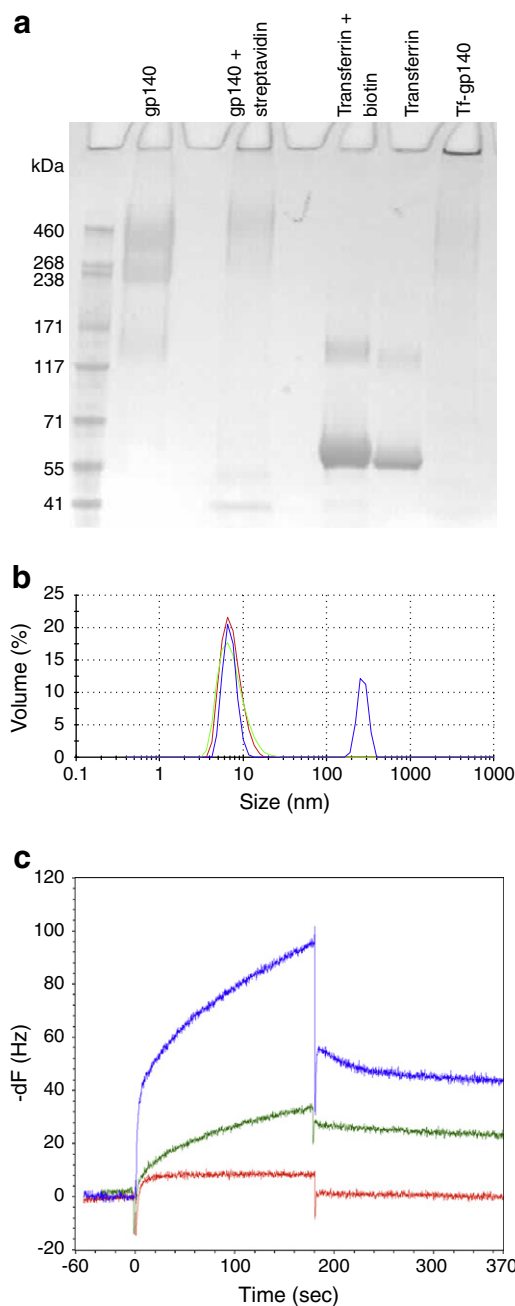 a
gp140
gp140 +
streptavidin
Transferrin +
biotin
Transferrin
Tf-gp140
kDa
460
268
238
171
117
71
55
41
b
Volume (%)
25
20
15
10
5
0
0.1
1
10
100
1000
1000
Size (nm)
c
-dF (Hz)
120
100
80
60
40
20
0
-20
-60
0
100
200
300
370
Time (sec)